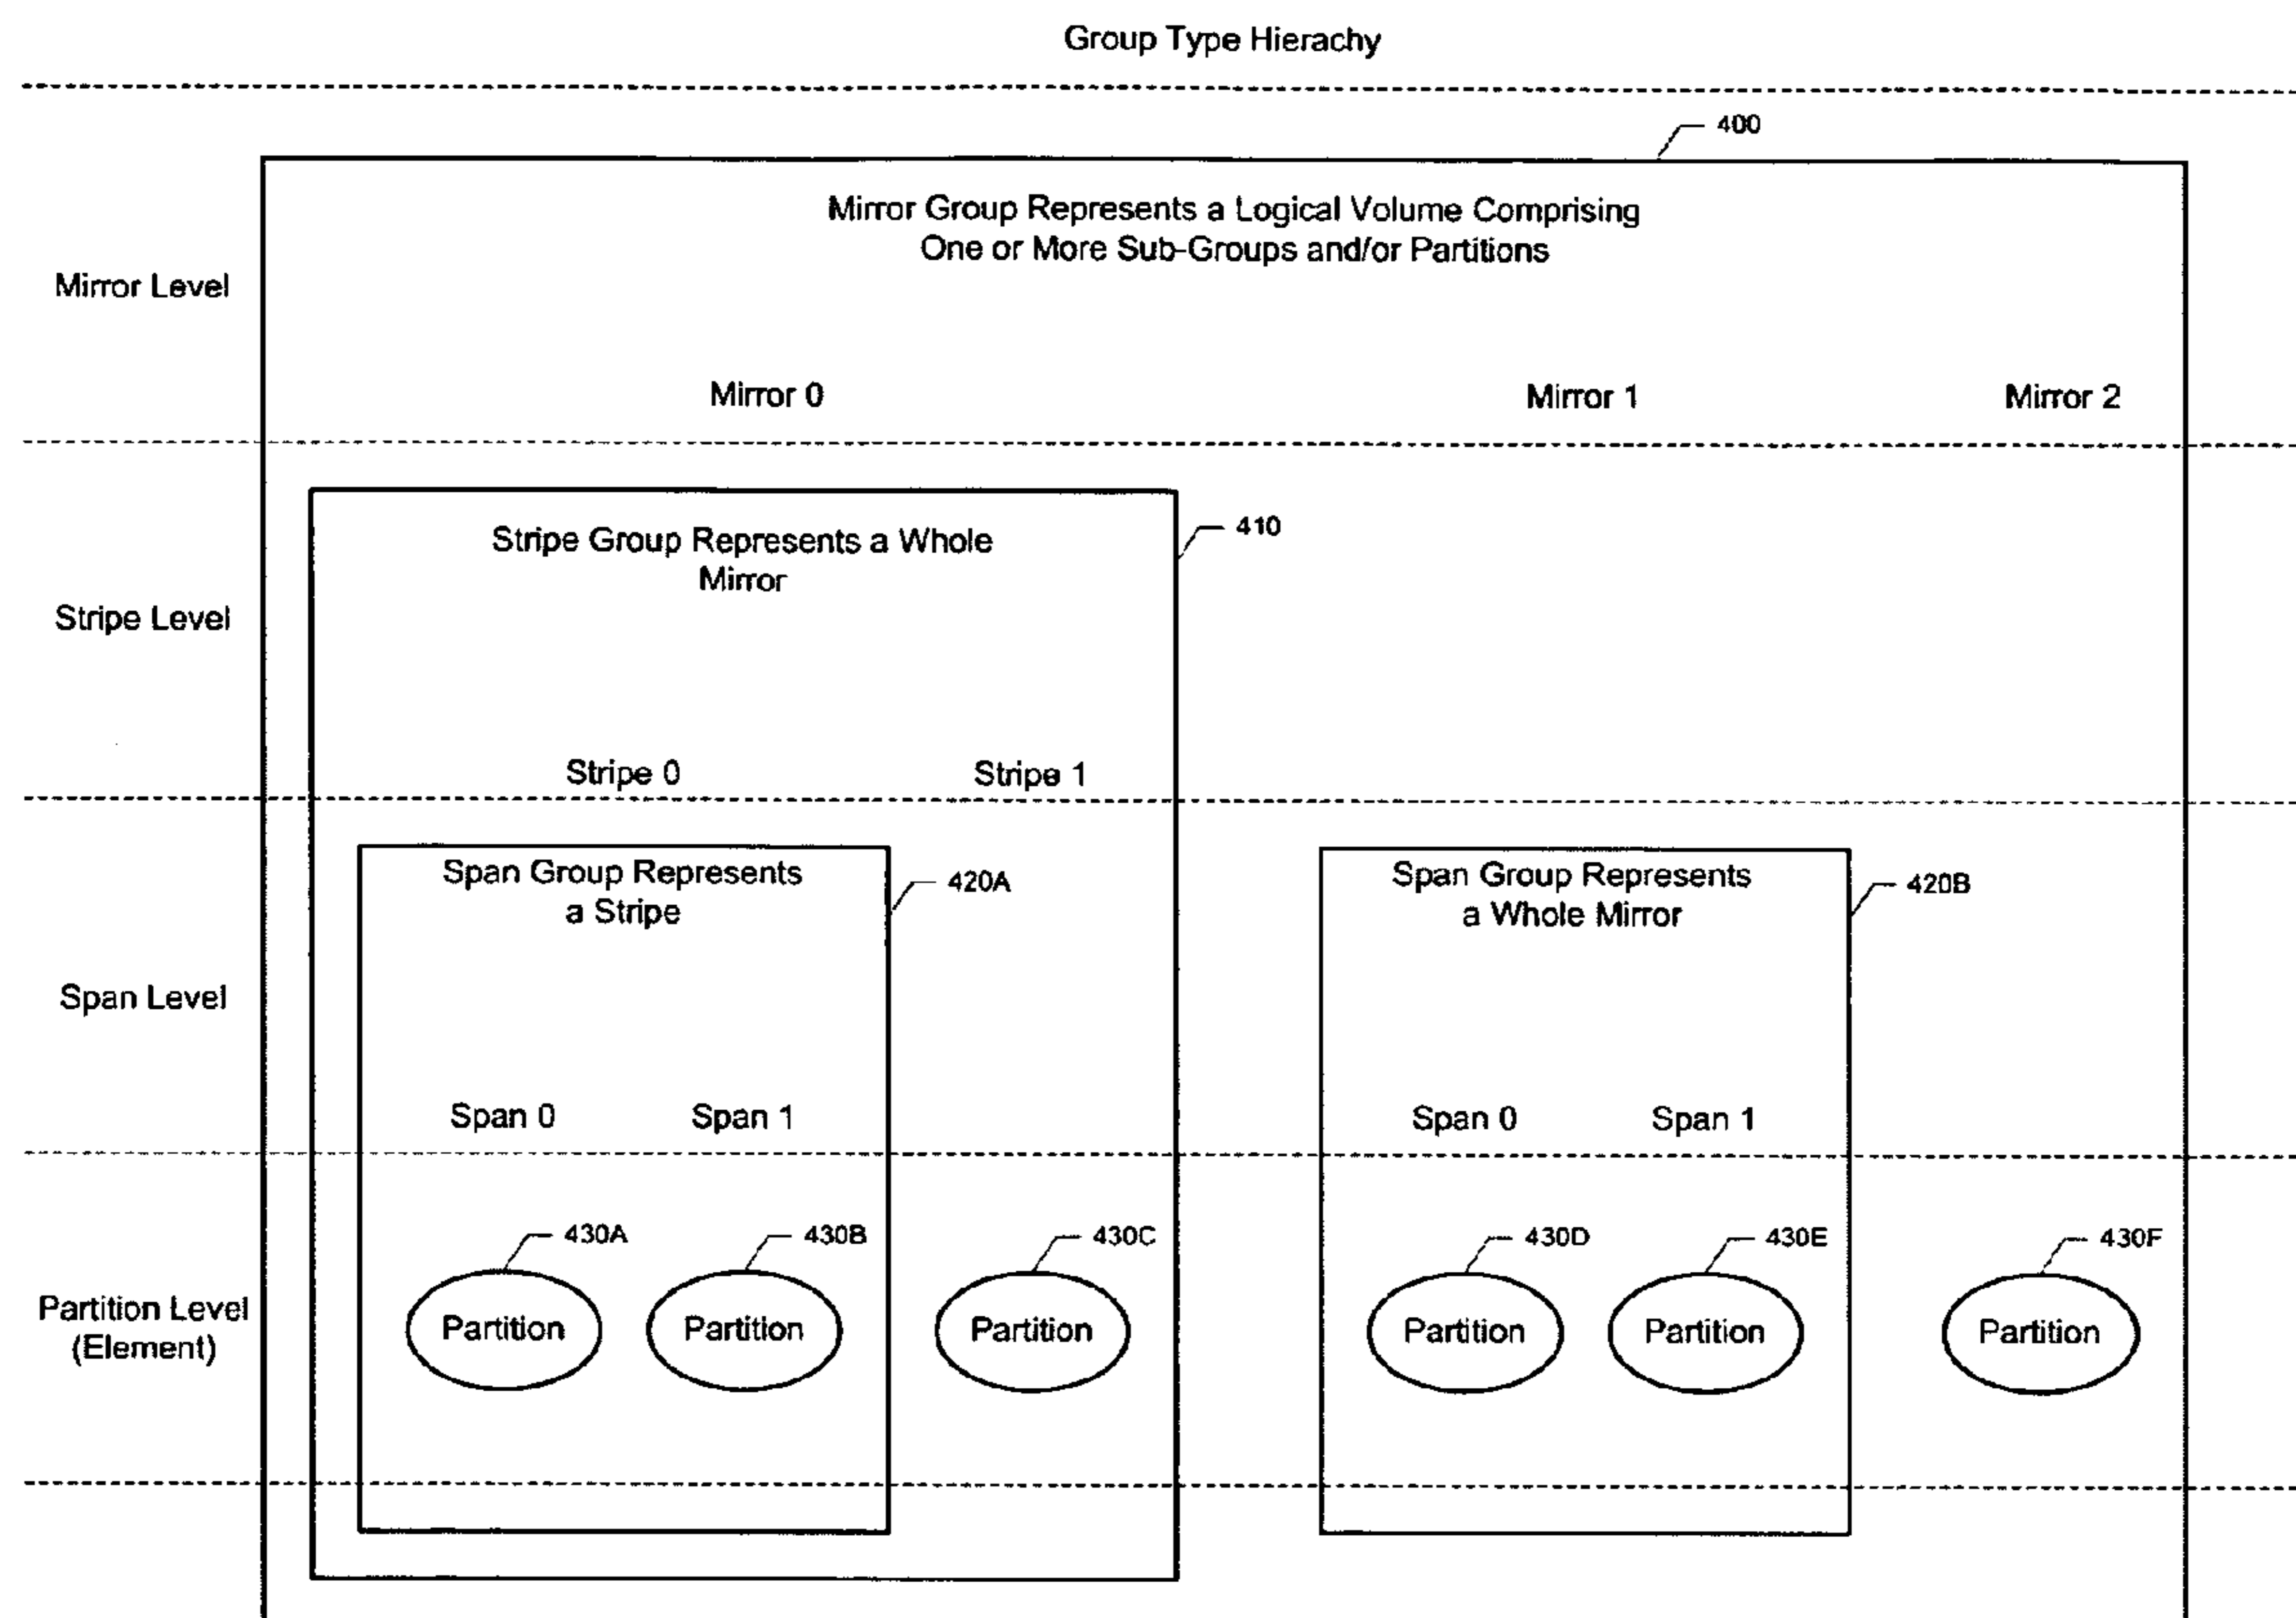 Group Type Hierachy
400
Mirror Group Represents a Logical Volume Comprising
One or More Sub-Groups and/or Partitions
Mirror Level
Mirror 0
Mirror 1
Mirror 2
410
Stripe Group Represents a Whole
Mirror
Stripe Level
Stripe 0
Stripe 1
Span Group Represents
a Stripe
420A
Span Group Represents
a Whole Mirror
420B
Span Level
Span 0
Span 1
Span 0
Span 1
430A
430B
430C
430D
430E
430F
Partition Level
(Element)
Partition
Partition
Partition
Partition
Partition
Partition